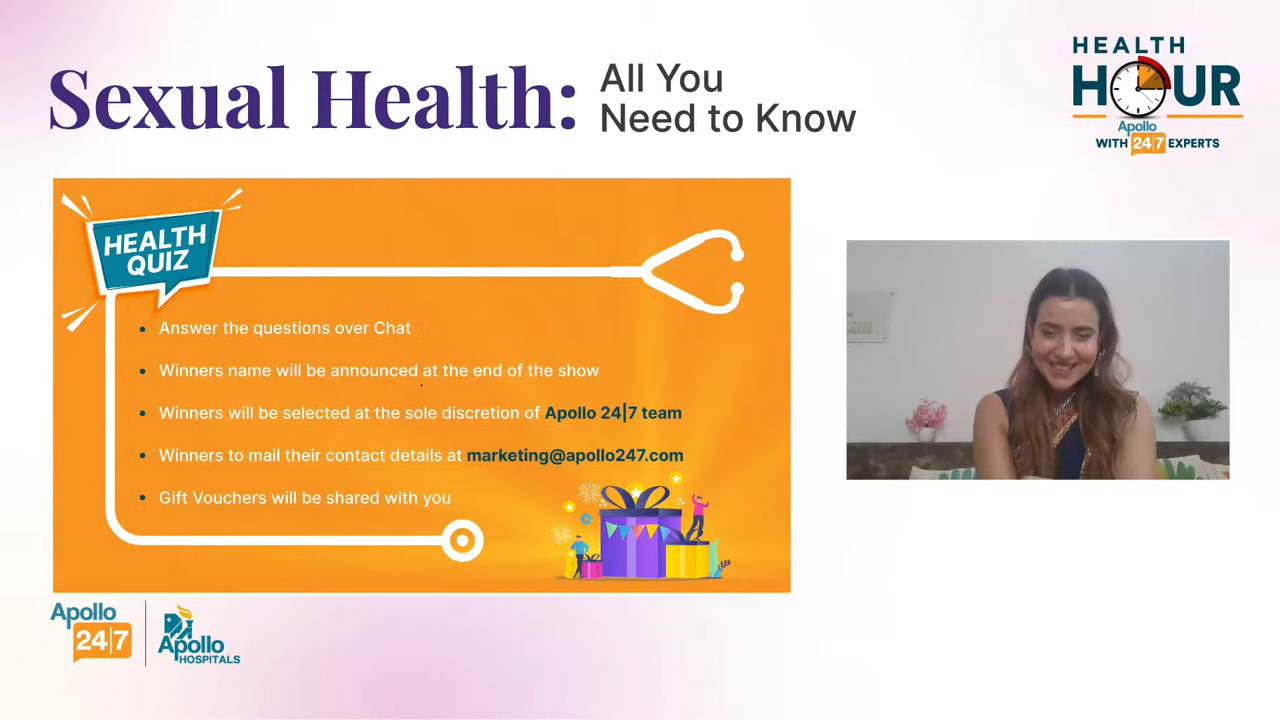 Sexual Health:
All You
Need to Know
HEALTH
HOUR
Apollo
WITH 24|7 EXPERTS
HEALTH
QUIZ
• Answer the questions over Chat
• Winners name will be announced at the end of the show
• Winners will be selected at the sole discretion of Apollo 24|7 team
• Winners to mail their contact details at marketing@apollo247.com
• Gift Vouchers will be shared with you
Apollo
24|7
Apollo
HOSPITALS